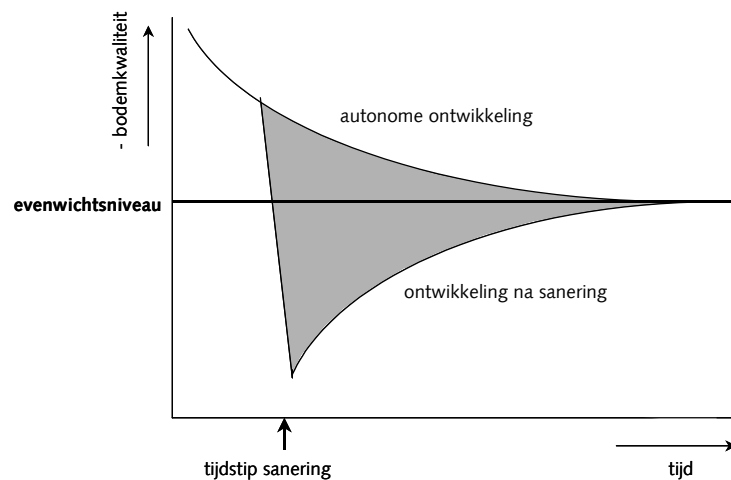 - bodemkwaliteit
autonome ontwikkeling
evenwichtsniveau
ontwikkeling na sanering
tijdstip sanering
tijd